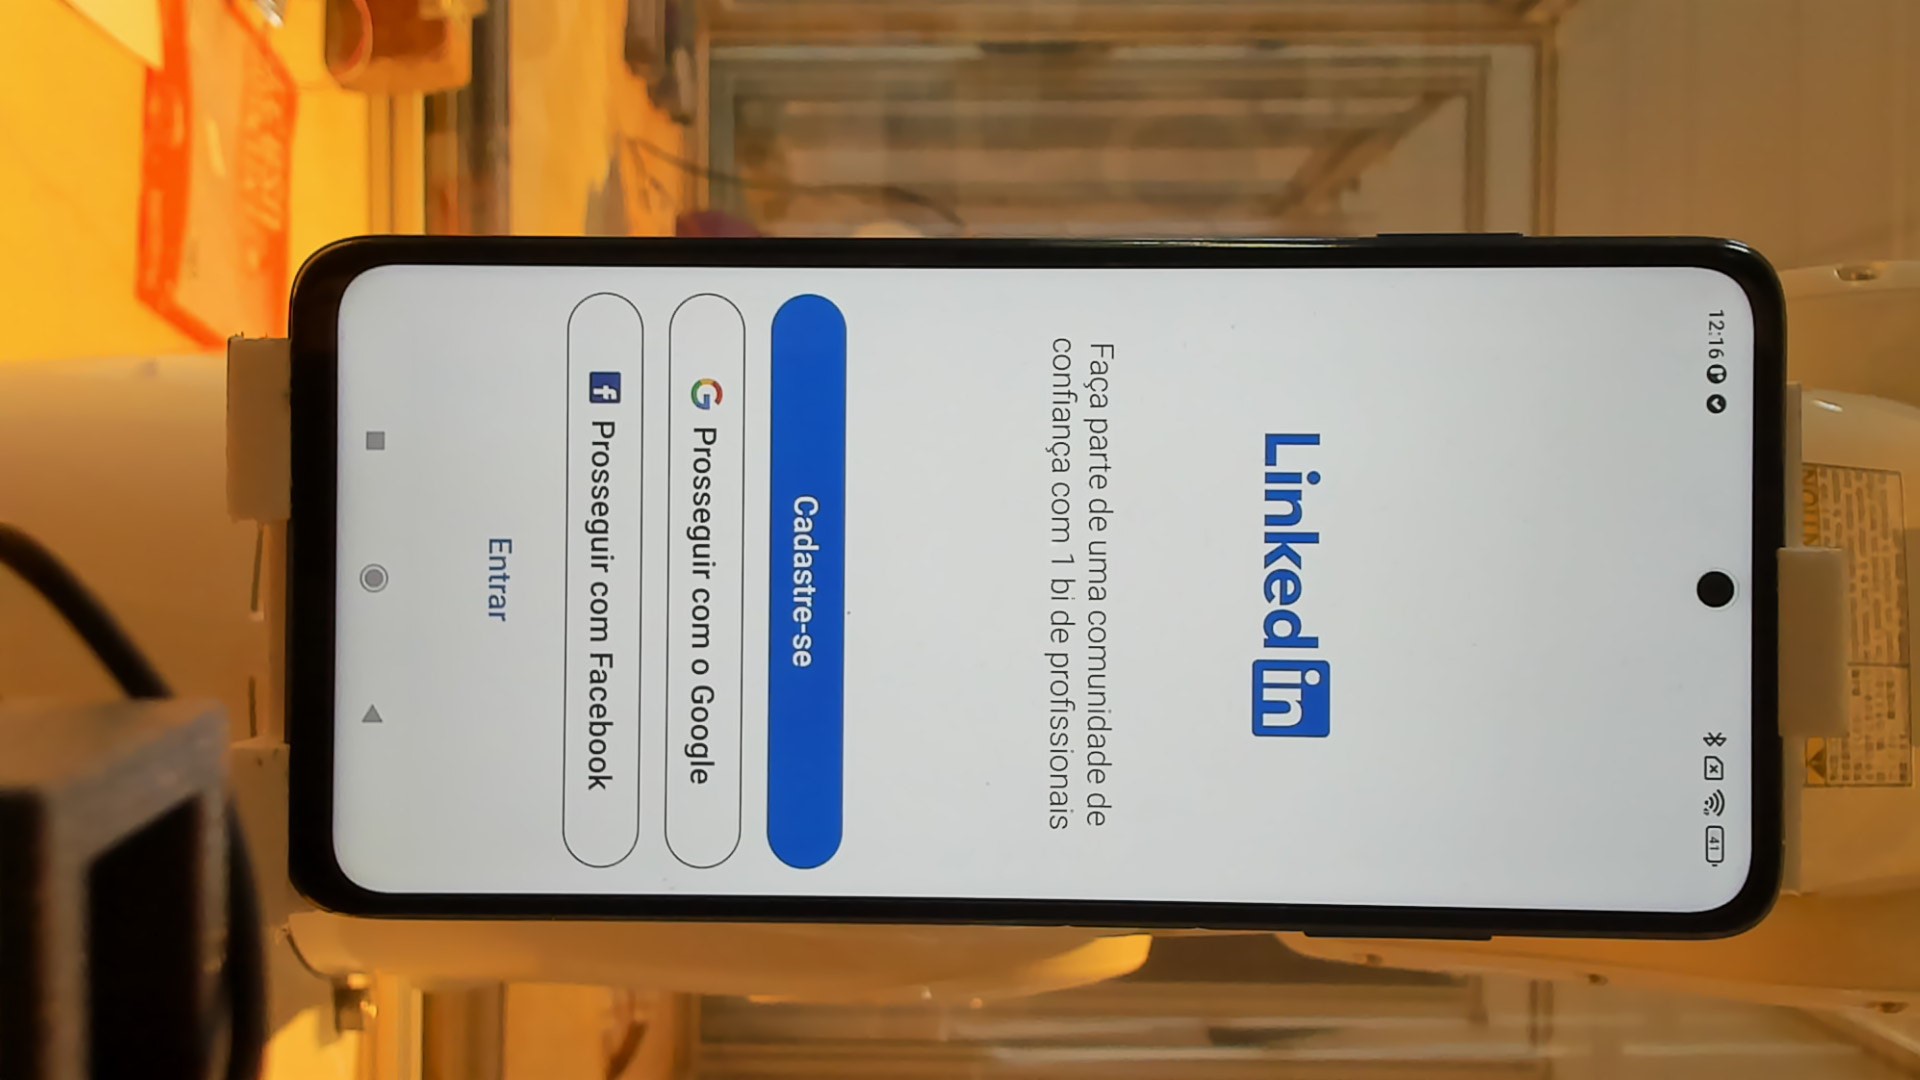 12:16
41
Linked in
Faça parte de uma comunidade de
confiança com 1 bi de profissionais
Cadastre-se
Prosseguir com o Google
Prosseguir com Facebook
Entrar